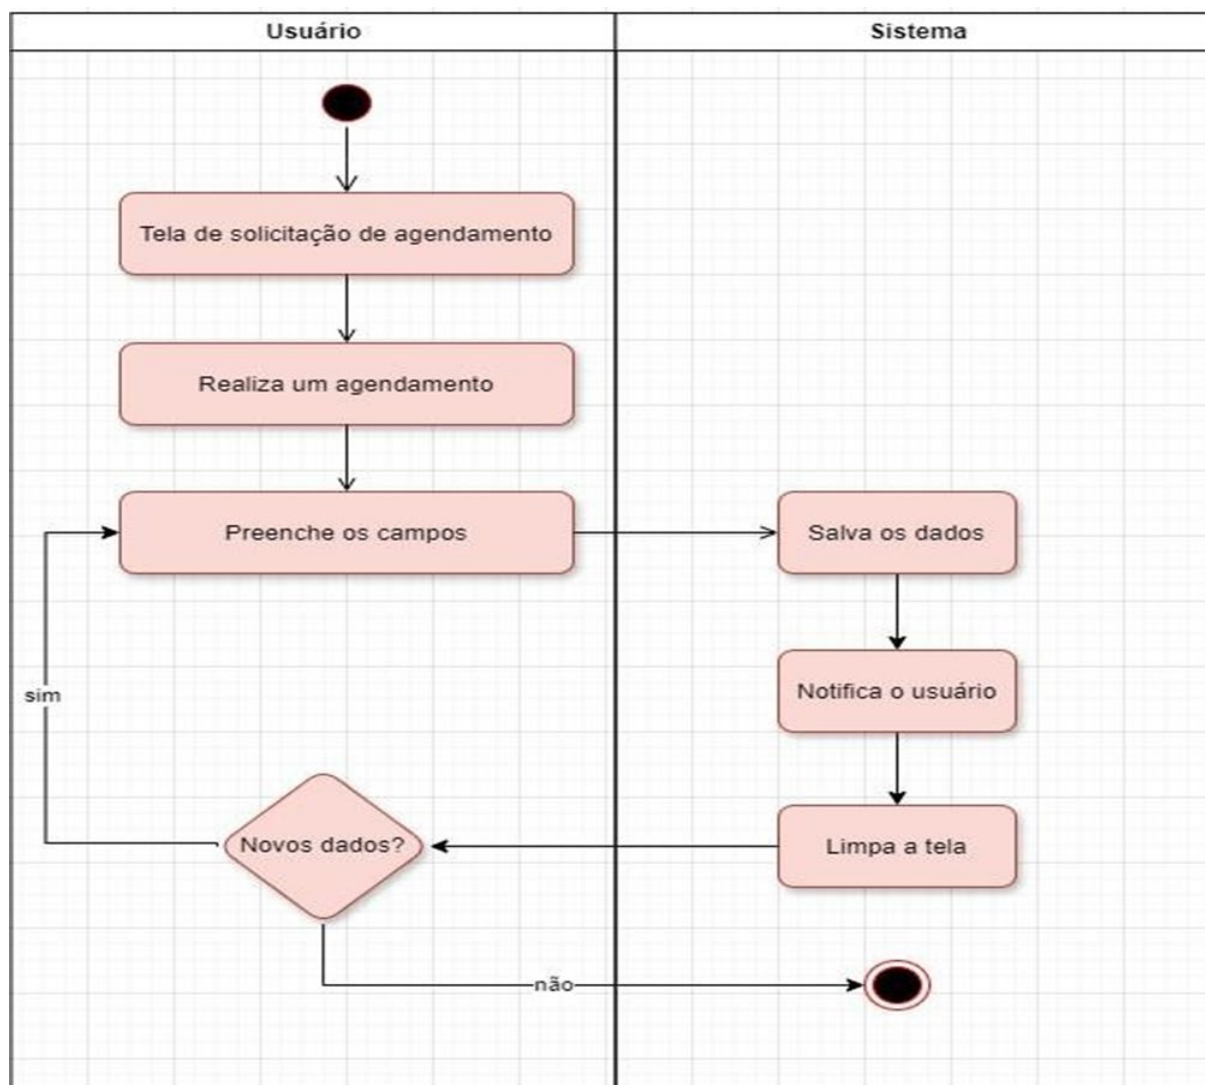 Usuário
Sistema
Tela de solicitação de agendamento
Realiza um agendamento
Preenche os campos
Salva os dados
sim
Notifica o usuário
Novos dados?
Limpa a tela
não